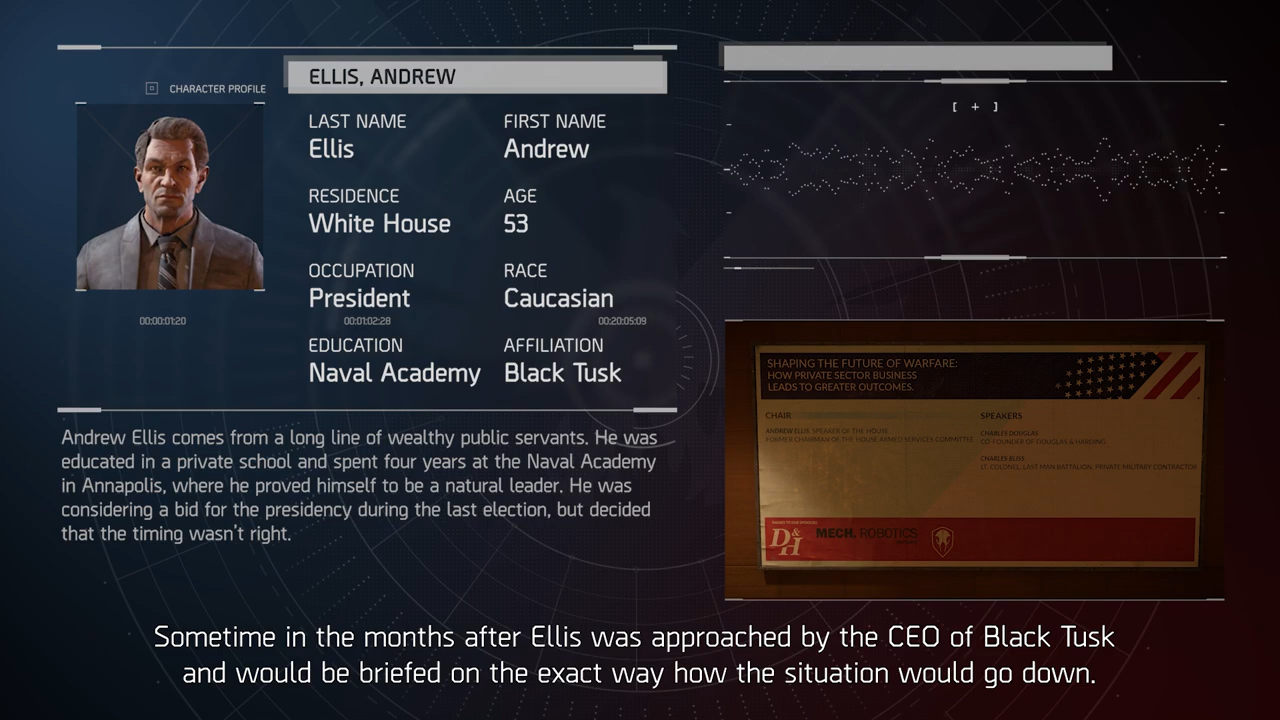 CHARACTER PROFILE
ELLIS, ANDREW
LAST NAME
Ellis
FIRST NAME
Andrew
RESIDENCE
White House
AGE
53
OCCUPATION
President
RACE
Caucasian
00:00:01:20
00:01:02:28
00:20:05:09
EDUCATION
Naval Academy
AFFILIATION
Black Tusk
Andrew Ellis comes from a long line of wealthy public servants. He was
educated in a private school and spent four years at the Naval Academy
in Annapolis, where he proved himself to be a natural leader. He was
considering a bid for the presidency during the last election, but decided
that the timing wasn't right.
[ + ]
SHAPING THE FUTURE OF WARFARE:
HOW PRIVATE SECTOR BUSINESS
LEADS TO GREATER OUTCOMES.
CHAIR
ANDREW ELLIS, SPEAKER OF THE HOUSE
FORMER CHAIRMAN OF THE HOUSE ARMED SERVICES COMMITTEE
SPEAKERS
CHARLES DOUGLAS
CO-FOUNDER OF DOUGLAS & HARDING
CHARLES BLISS
LT. COLONEL, LAST MAN BATTALION, PRIVATE MILITARY CONTRACTOR
D&H
MECH. ROBOTICS
Sometime in the months after Ellis was approached by the CEO of Black Tusk
and would be briefed on the exact way how the situation would go down.